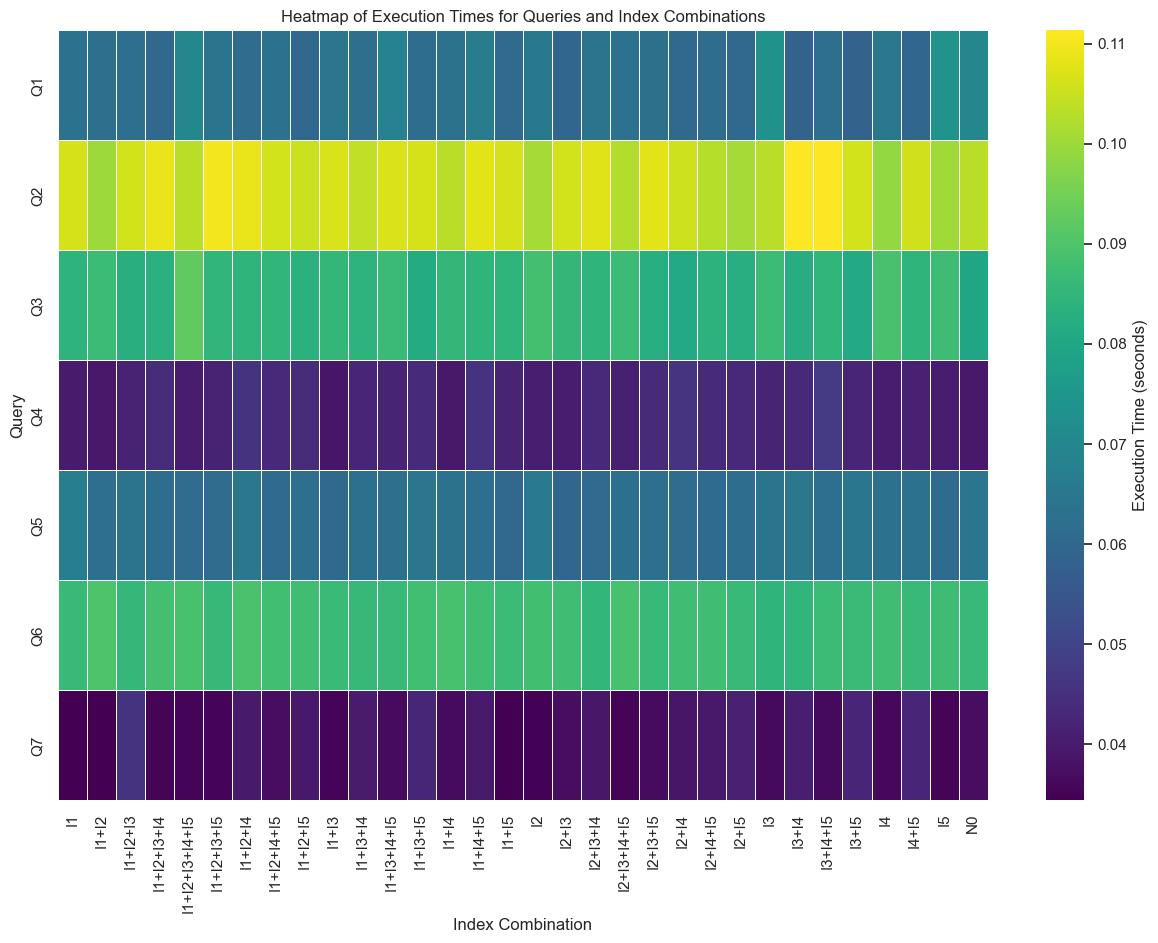 Heatmap of Execution Times for Queries and Index Combinations
Query
Q1
Q2
Q3
Q4
Q5
Q6
Q7
I1
I1+I2
I1+I2+I3
I1+I2+I3+I4
I1+I2+I3+I4+I5
I1+I2+I3+I5
I1+I2+I4
I1+I2+I4+I5
I1+I2+I5
I1+I3
I1+I3+I4
I1+I3+I4+I5
I1+I3+I5
I1+I4
I1+I4+I5
I1+I5
I2
I2+I3
I2+I3+I4
I2+I3+I4+I5
I2+I3+I5
I2+I4
I2+I4+I5
I2+I5
I3
I3+I4
I3+I4+I5
I3+I5
I4
I4+I5
I5
N0
Index Combination
0.11
0.10
0.09
0.08
0.07
0.06
0.05
0.04
Execution Time (seconds)